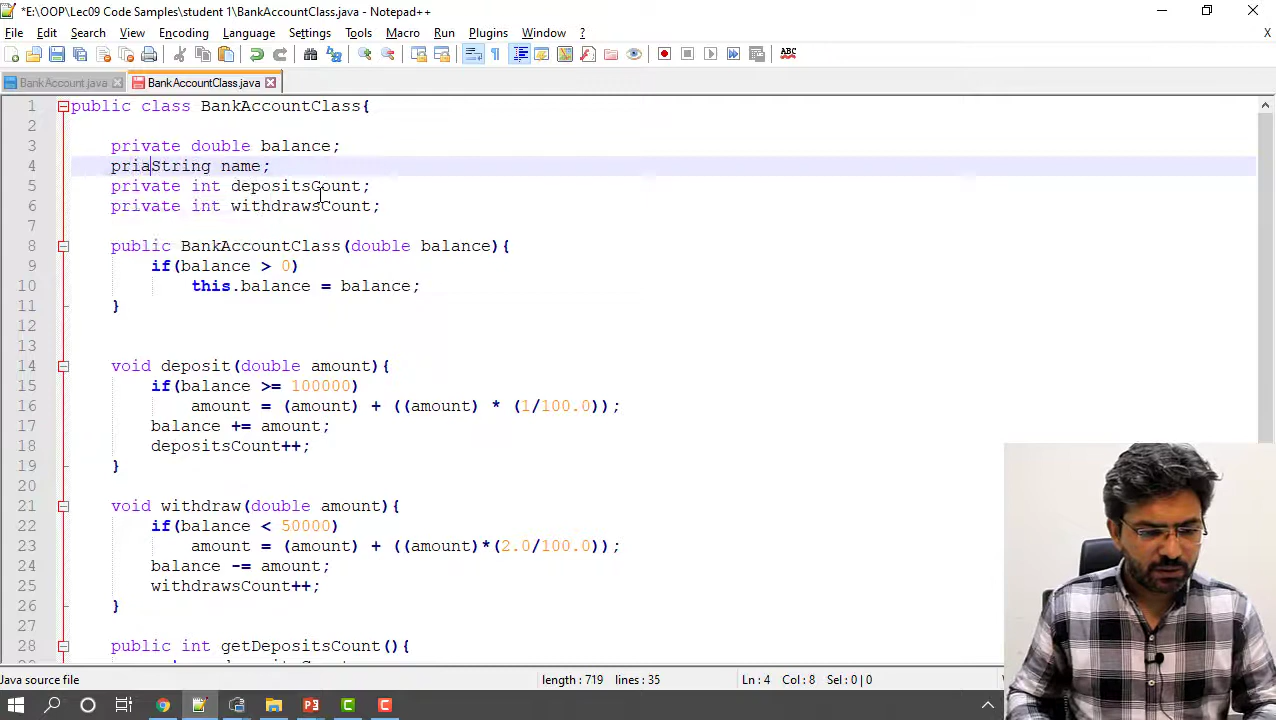 *E:\OOP\Lec09 Code Samples\student 1\BankAccountClass.java - Notepad++
File Edit Search View Encoding Language Settings Tools Macro Run Plugins Window ? X
BankAccount.java BankAccountClass.java
1 public class BankAccountClass{
2
3 private double balance;
4 priaString name;
5 private int depositsCount;
6 private int withdrawsCount;
7
8 public BankAccountClass(double balance){
9 if(balance > 0)
10 this.balance = balance;
11 }
12
13
14 void deposit(double amount){
15 if(balance >= 100000)
16 amount = (amount) + ((amount) * (1/100.0));
17 balance += amount;
18 depositsCount++;
19 }
20
21 void withdraw(double amount){
22 if(balance < 50000)
23 amount = (amount) + ((amount)*(2.0/100.0));
24 balance -= amount;
25 withdrawsCount++;
26 }
27
28 public int getDepositsCount(){
Java source file length : 719 lines : 35 Ln : 4 Col : 8 Sel : 0 | 0